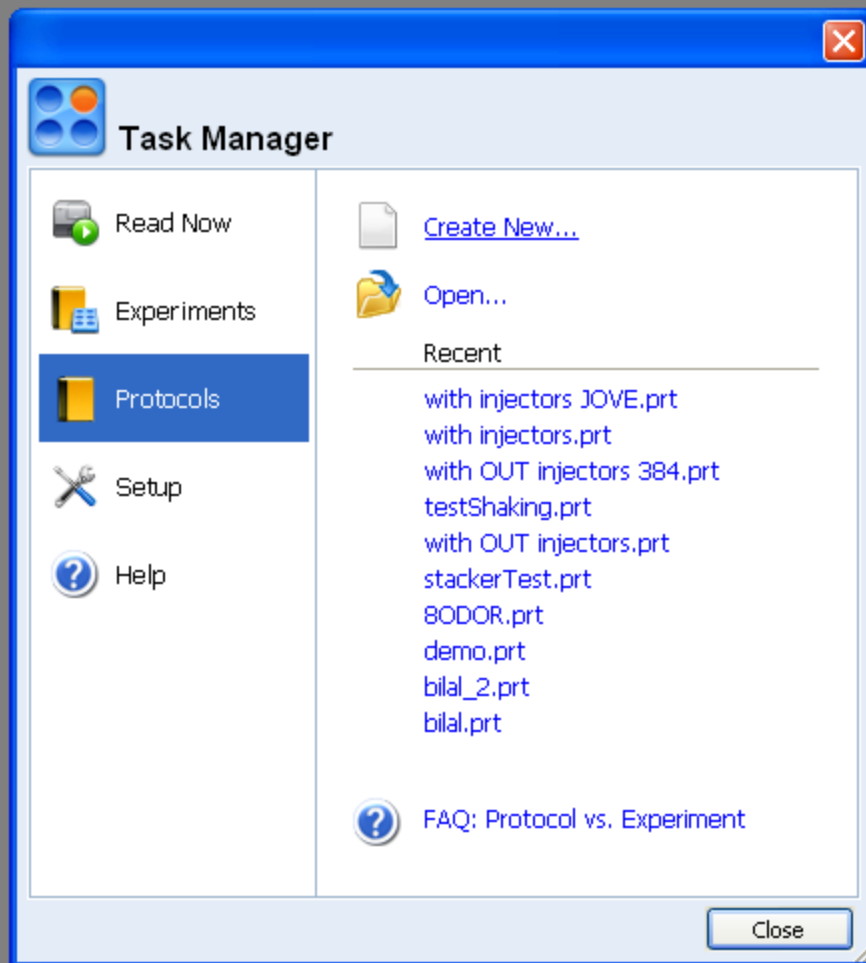 Task Manager
Read Now
Experiments
Protocols
Setup
Help
Create New...
Open...
Recent
with injectors JOVE.prt
with injectors.prt
with OUT injectors 384.prt
testShaking.prt
with OUT injectors.prt
stackerTest.prt
8ODOR.prt
demo.prt
bilal_2.prt
bilal.prt
FAQ: Protocol vs. Experiment
Close